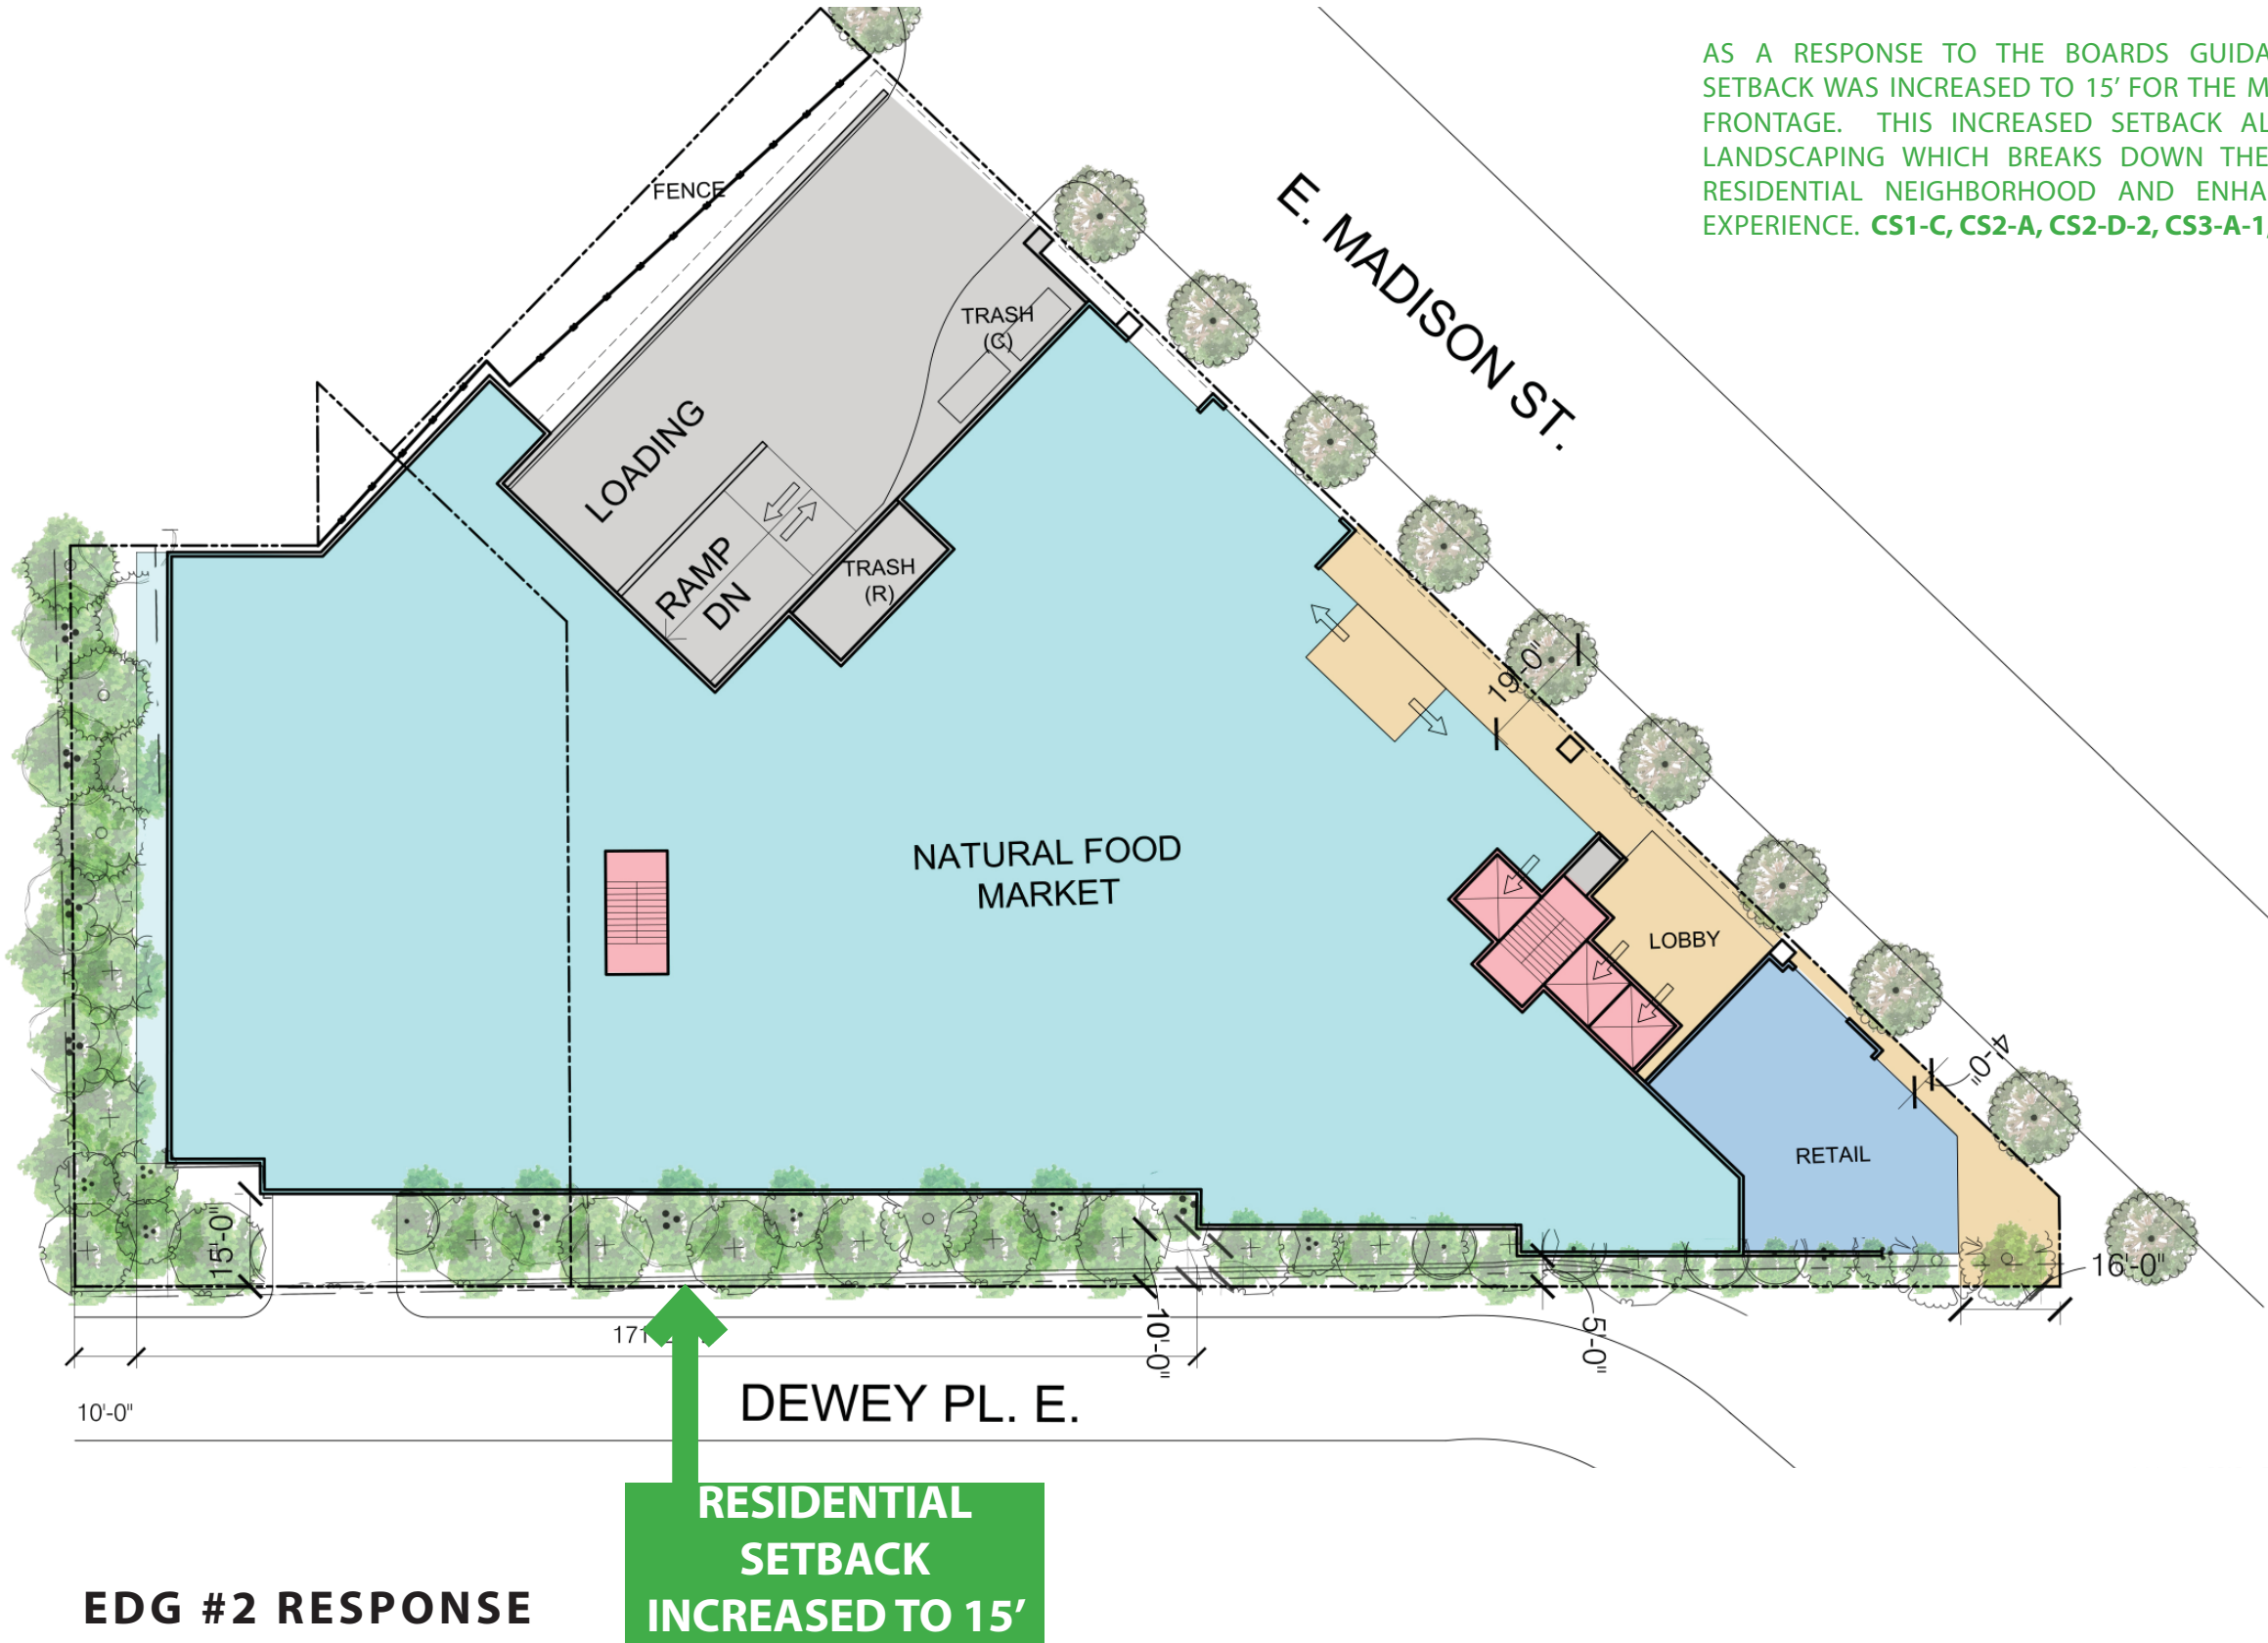 AS A RESPONSE TO THE BOARDS
SETBACK WAS INCREASED TO 15’ FOR THE
FRONTAGE. THIS INCREASED SETBACK
LANDSCAPING WHICH BREAKS DOWN THE
RESIDENTIAL NEIGHBORHOOD AND
EXPERIENCE. CS1-C, CS2-A, CS2-D-2, CS3-A-1,
FENCE
E. MADISON ST.
TRASH
(C)
LOADING
RAMP
DN
TRASH
(R)
19'-0"
NATURAL FOOD
MARKET
LOBBY
4'-0"
RETAIL
15'-0"
16'-0"
10'-0"
5'-0"
10'-0"
DEWEY PL. E.
RESIDENTIAL
SETBACK
INCREASED TO 15’
EDG #2 RESPONSE